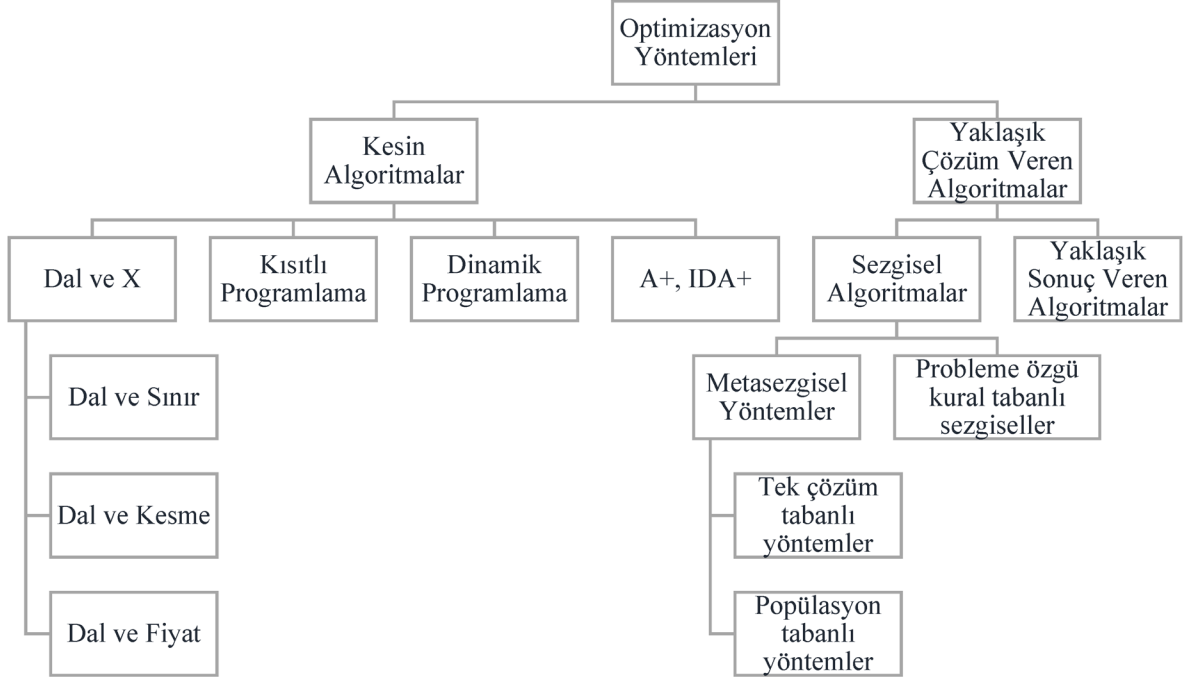 Optimizasyon
Yöntemleri
Kesin
Algoritmalar
Yaklaşık
Çözüm Veren
Algoritmalar
Dal ve X
Kısıtlı
Programlama
Dinamik
Programlama
A+, IDA+
Sezgisel
Algoritmalar
Yaklaşık
Sonuç Veren
Algoritmalar
Dal ve Sınır
Metasezgisel
Yöntemler
Probleme özgü
kural tabanlı
sezgiseller
Dal ve Kesme
Tek çözüm
tabanlı
yöntemler
Dal ve Fiyat
Popülasyon
tabanlı
yöntemler